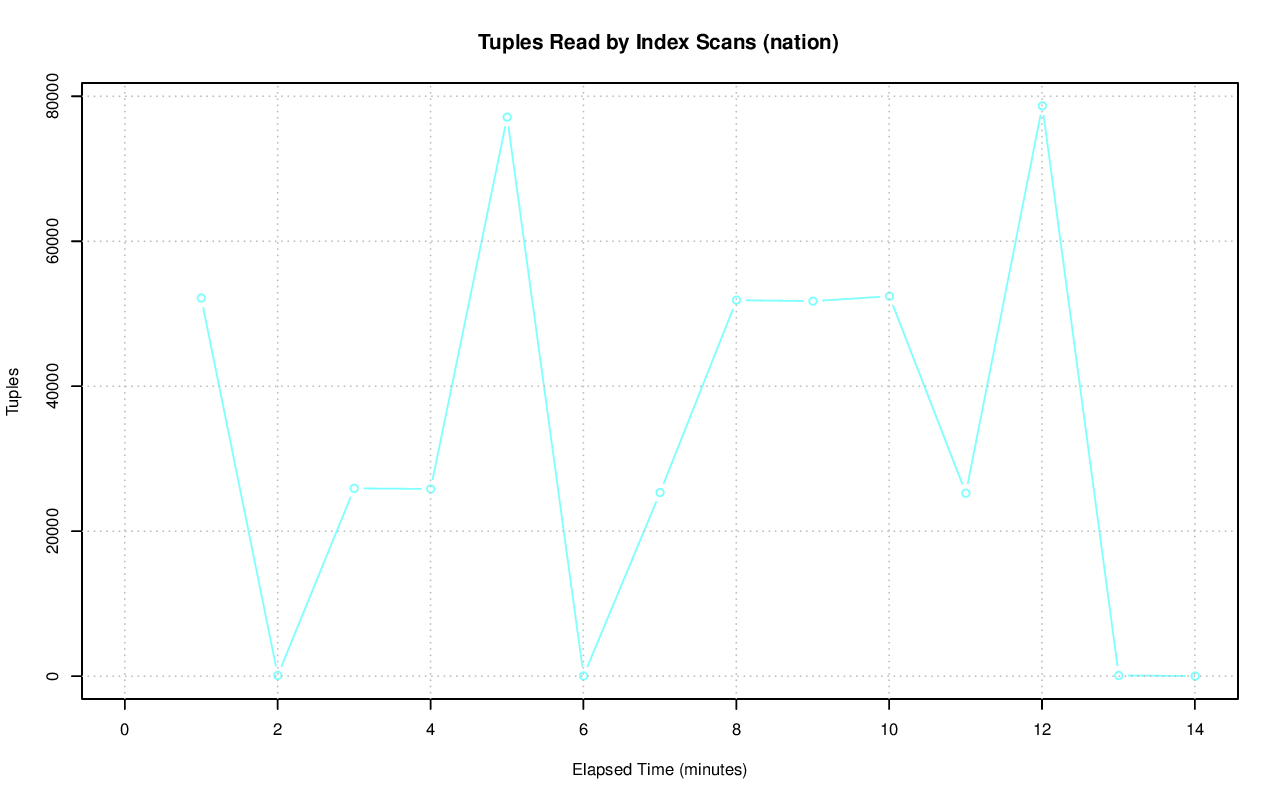 Tuples Read by Index Scans (nation)
80000
60000
40000
20000
0
Tuples
0 2 4 6 8 10 12 14
Elapsed Time (minutes)